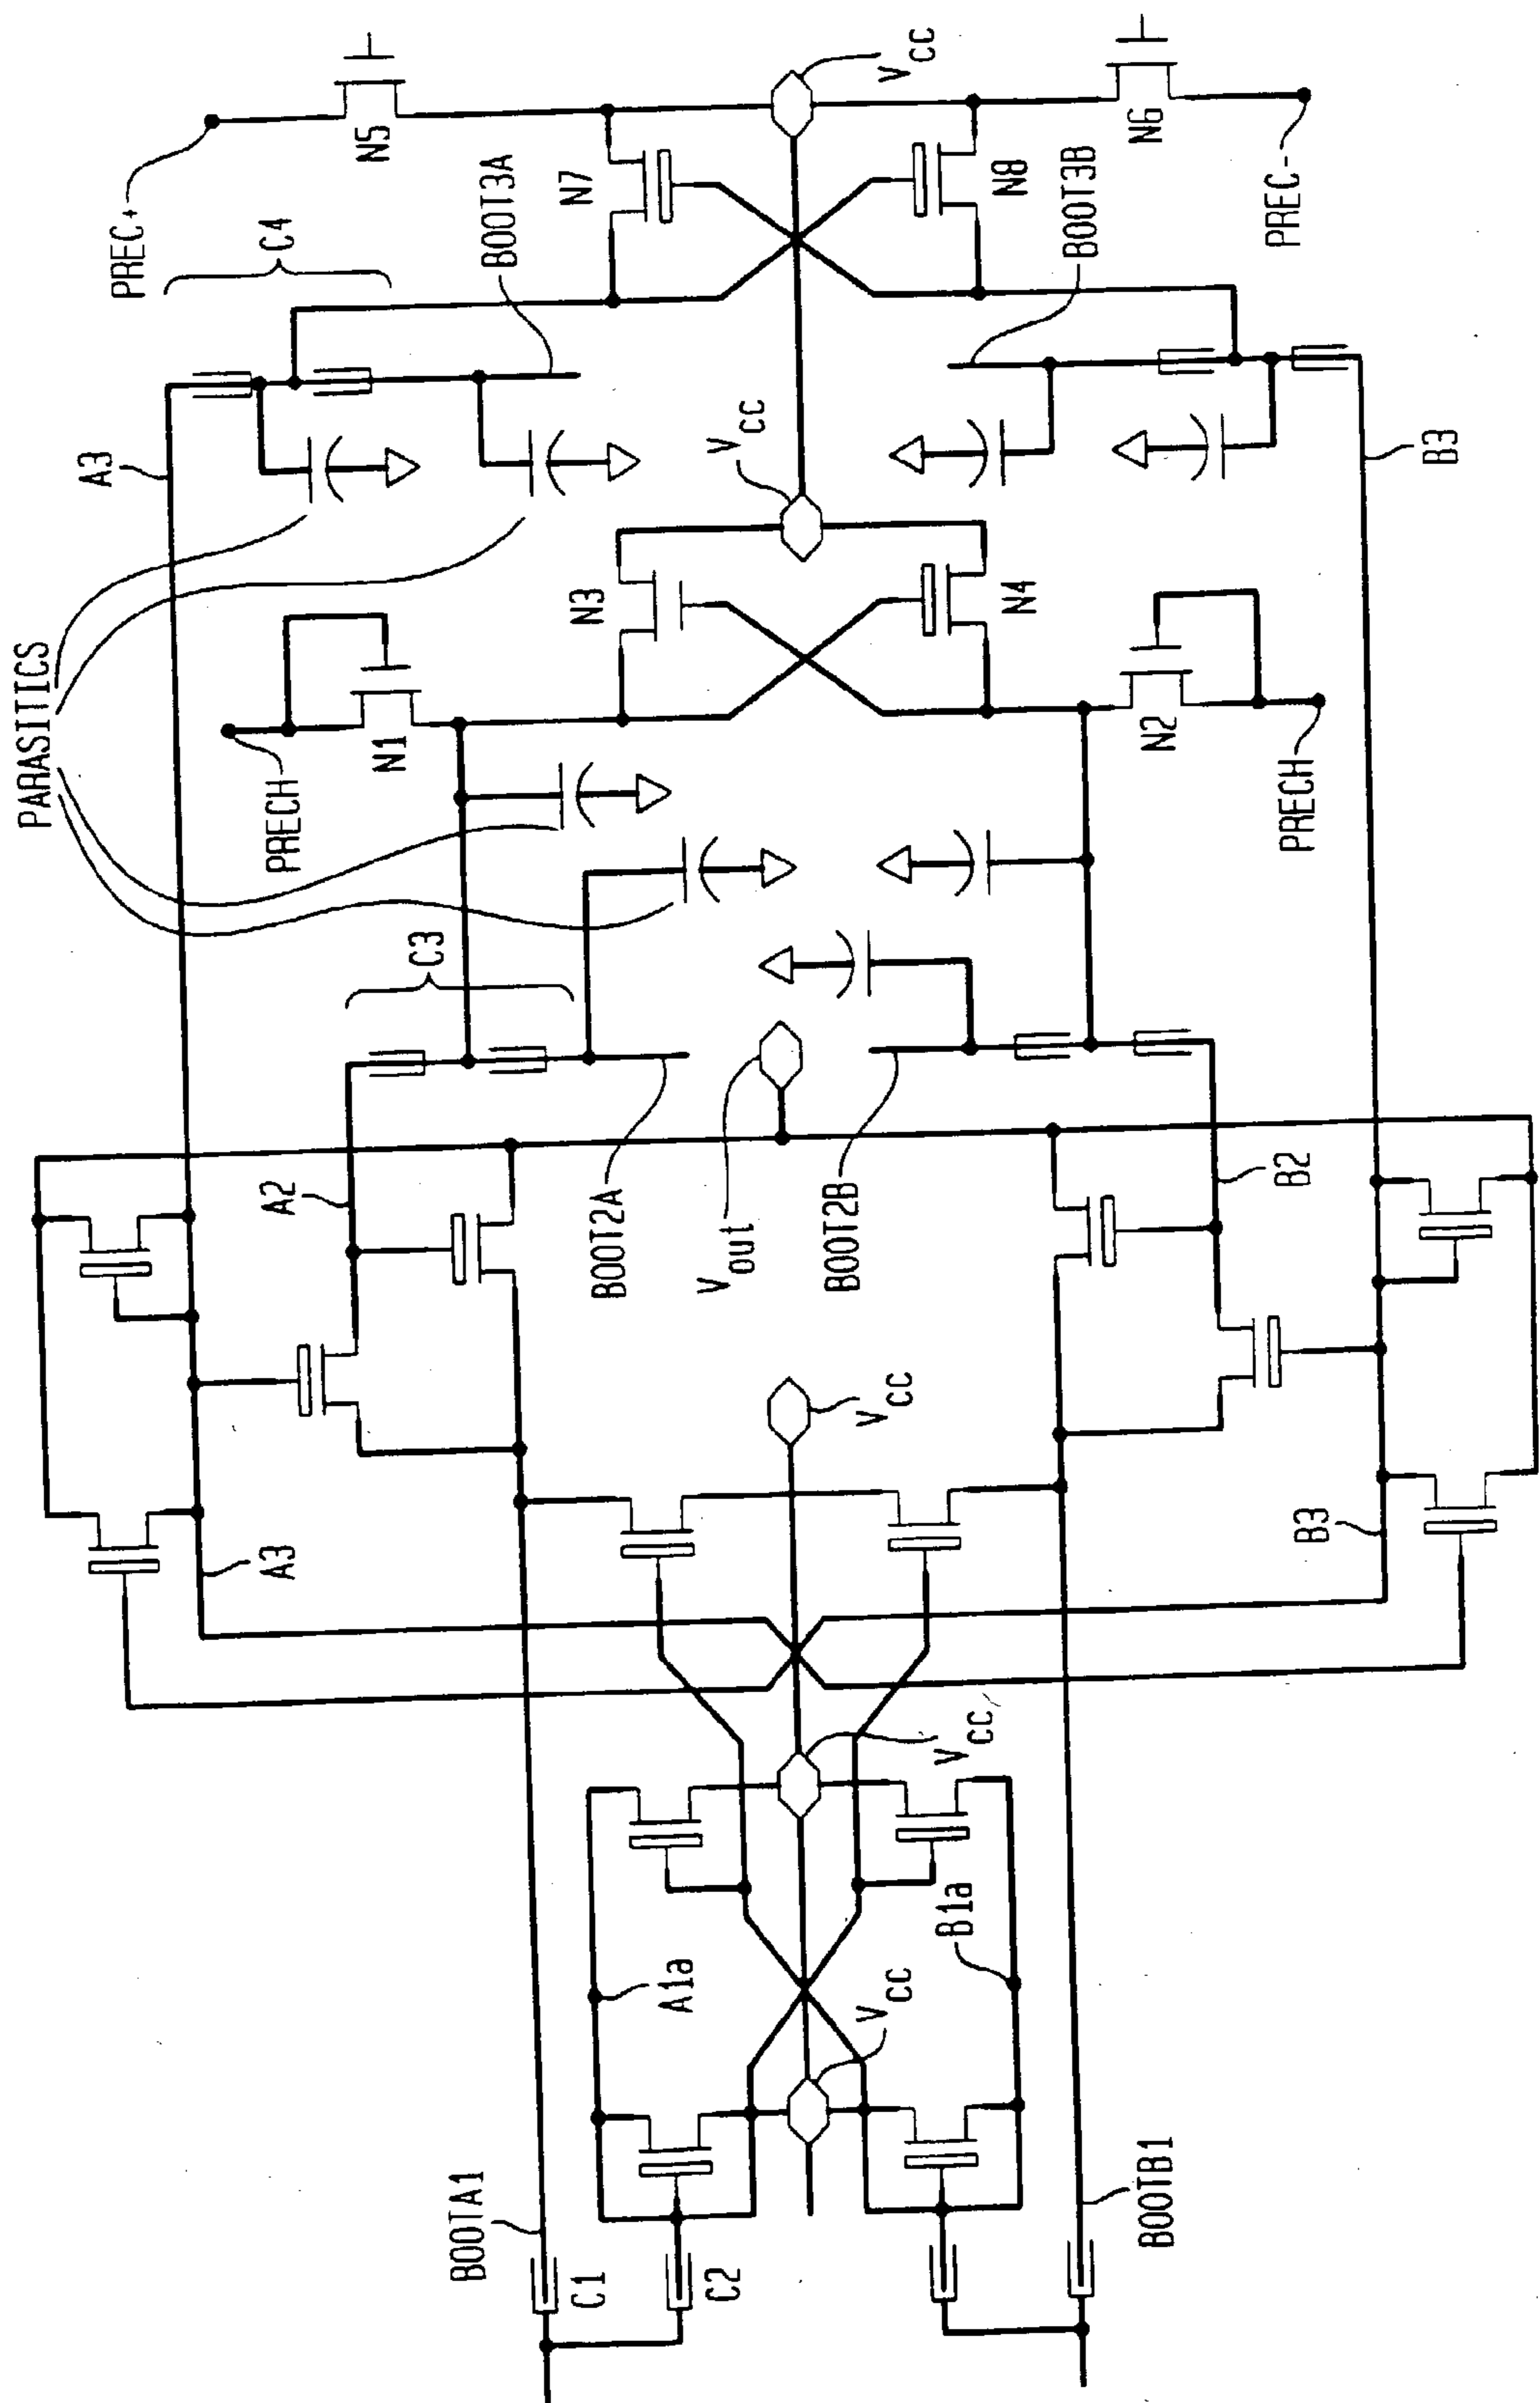 PREC+
N5
C4
BOOT3A
N7
VCC
N8
N6
BOOT3B
PREC-
A3
VCC
B3
PARASITICS
N3
N4
N1
N2
PRECH
PRECH
C3
A2
BOOT2A
Vout
BOOT2B
B2
VCC
A3
B3
VCC
A1a
B1a
VCC
BOOTA1
C1
C2
BOOTB1